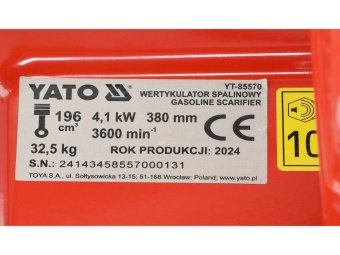 YATO YT-85570
WERTYKULATOR SPALINOWY
GASOLINE SCARIFIER
196 cm³ 4,1 kW 380 mm
3600 min⁻¹ CE
32,5 kg ROK PRODUKCJI: 2024
S.N.: 24143458557000131
TOYA S.A., ul. Sołtysowicka 13-15; 51-168 Wrocław; Poland; www.yato.pl
10